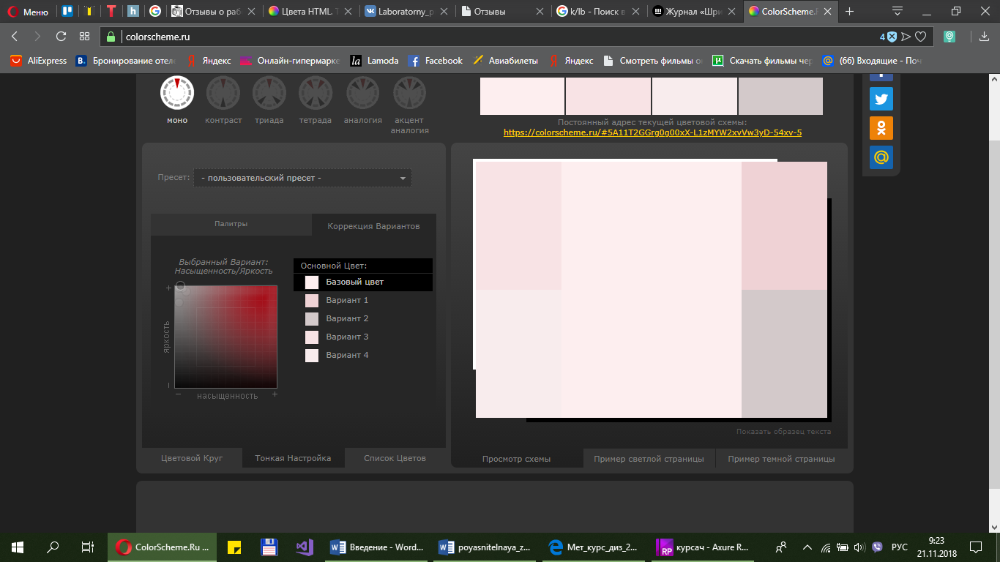 Меню
Отзывы о раб
Цвета HTML. Т
Laboratorny_p
Отзывы
k/lb - Поиск в
Журнал «Шри
ColorScheme.R
colorscheme.ru
4
AliExpress
B. Бронирование отеле
Яндекс
Онлайн-гипермарке
la Lamoda
Facebook
Авиабилеты
Яндекс
Смотреть фильмы о
Скачать фильмы чер
(66) Входящие - Поч
моно
контраст
триада
тетрада
аналогия
акцент
аналогия
Постоянный адрес текущей цветовой схемы:
https://colorscheme.ru/#5A11T2GGrg0g00xX-L1zMYW2xvVw3yD-54xv-5
Пресет:
- пользовательский пресет -
Палитры
Коррекция Вариантов
Выбранный Вариант:
Насыщенность/Яркость
Основной Цвет:
Базовый цвет
Вариант 1
Вариант 2
Вариант 3
Вариант 4
яркость
насыщенность
Показать образец текста
Цветовой Круг
Тонкая Настройка
Список Цветов
Просмотр схемы
Пример светлой страницы
Пример темной страницы
ColorScheme.Ru ...
Введение - Word...
poyasnitelnaya_z...
Мет_курс_диз_2...
RP
курсач - Axure R...
РУС
9:23
21.11.2018